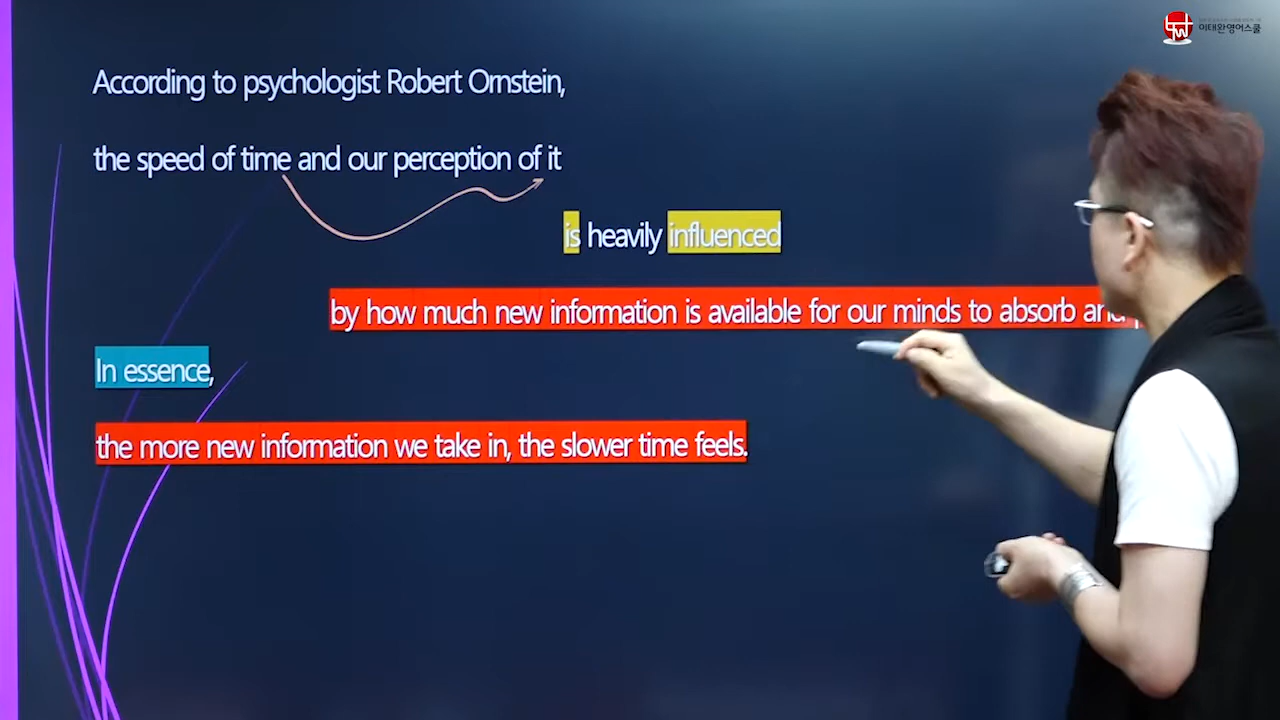 이태환영어스쿨
According to psychologist Robert Ornstein,
the speed of time and our perception of it
is heavily influenced
by how much new information is available for our minds to absorb and
In essence,
the more new information we take in, the slower time feels.